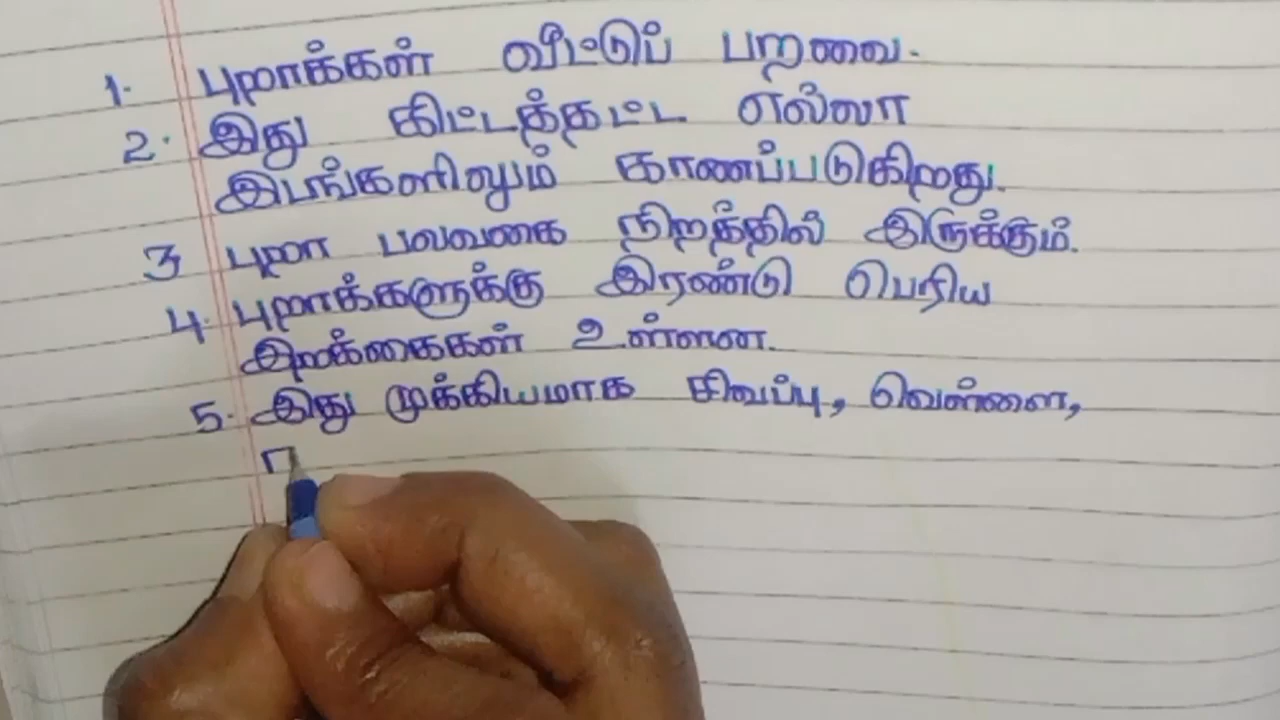 1. புறாக்கள் வீட்டுப் பறவை.
2. இது கிட்டத்தட்ட எல்லா
இடங்களிலும் காணப்படுகிறது.
3 புறா பலவகை நிறத்தில் இருக்கும்.
4. புறாக்களுக்கு இரண்டு பெரிய
இறக்கைகள் உள்ளன.
5. இது முக்கியமாக சிவப்பு, வெள்ளை,